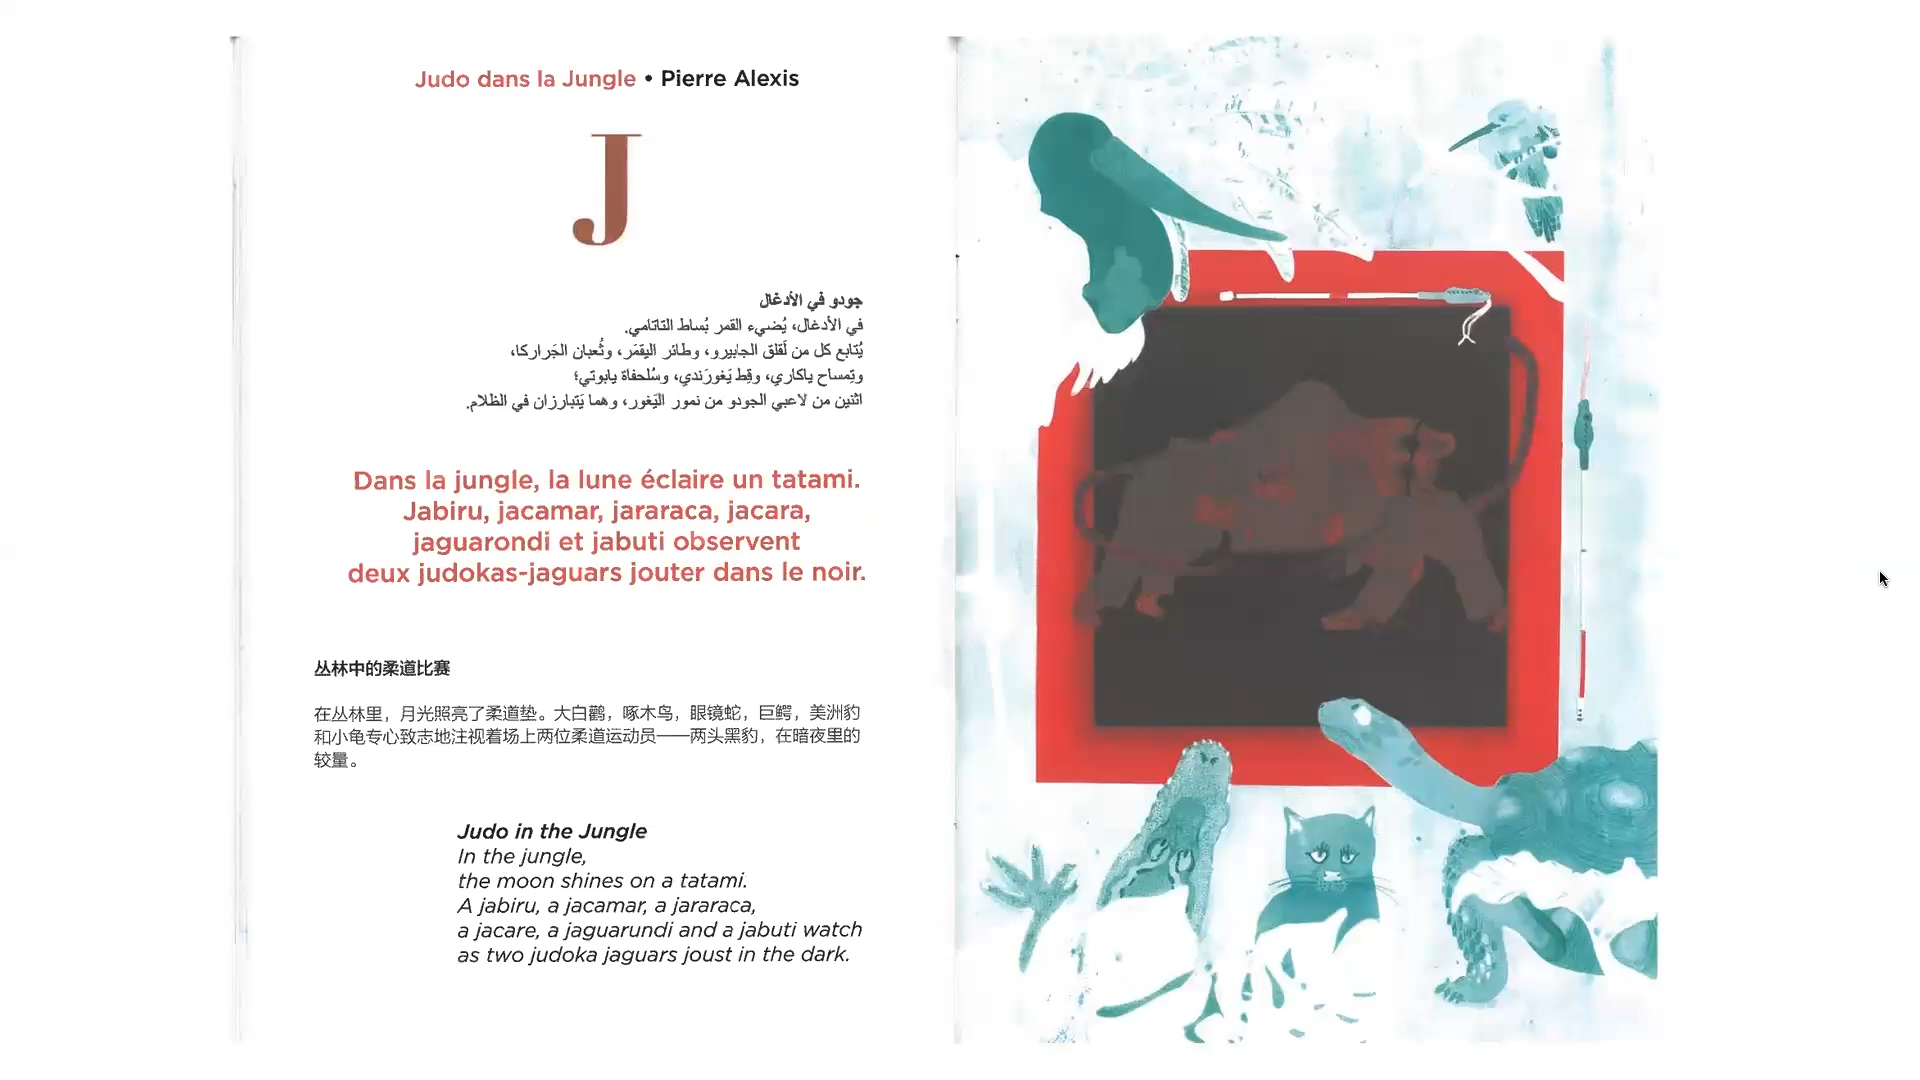 Judo dans la Jungle • Pierre Alexis
J
جودو في الأدغال
في الأدغال، يُضيء القمر بُساط التاتامي.
يُتابع كل من لَقلق الجابيرو، وطائر اليقمَر، وثُعبان الجَراركا،
وتِمساح ياكاري، وقِط يَغورَندي، وسُلحفاة يابوتي؛
اثنين من لاعبي الجودو من نمور اليَغور، وهما يَتبارزان في الظلام.
Dans la jungle, la lune éclaire un tatami.
Jabiru, jacamar, jararaca, jacara,
jaguarondi et jabuti observent
deux judokas-jaguars jouter dans le noir.
丛林中的柔道比赛
在丛林里，月光照亮了柔道垫。大白鹳，啄木鸟，眼镜蛇，巨鳄，美洲豹
和小龟专心致志地注视着场上两位柔道运动员——两头黑豹，在暗夜里的
较量。
Judo in the Jungle
In the jungle,
the moon shines on a tatami.
A jabiru, a jacamar, a jararaca,
a jacare, a jaguarundi and a jabuti watch
as two judoka jaguars joust in the dark.